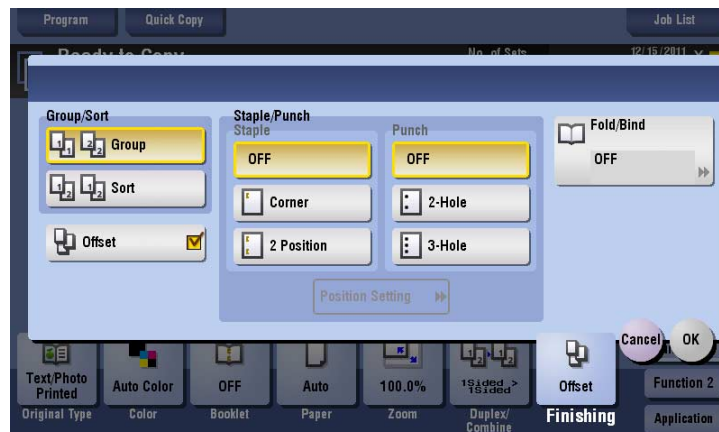 Program
Quick Copy
Job List
Ready to Copy
No. of Sets
12/15/2011
Group/Sort
Group
Sort
Offset
Staple/Punch
Staple
OFF
Corner
2 Position
Punch
OFF
2-Hole
3-Hole
Position Setting
Fold/Bind
OFF
Cancel
OK
Text/Photo
Printed
Original Type
Auto Color
Color
OFF
Booklet
Auto
Paper
100.0%
Zoom
1Sided >
1Sided
Duplex/
Combine
Offset
Finishing
Function 2
Application